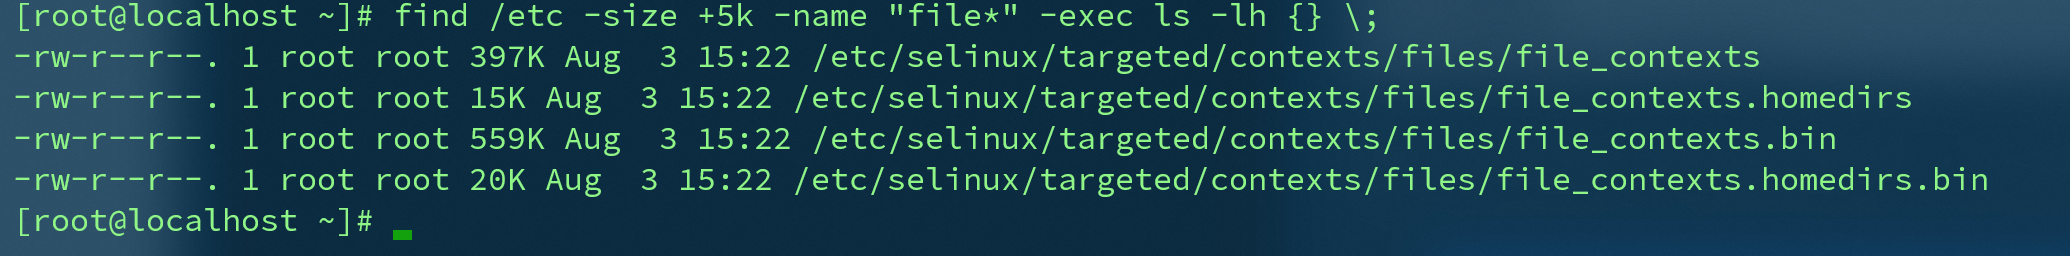 [root@localhost ~]# find /etc -size +5k -name "file*" -exec ls -lh {} \;
-rw-r--r--. 1 root root 397K Aug  3 15:22 /etc/selinux/targeted/contexts/files/file_contexts
-rw-r--r--. 1 root root 15K Aug  3 15:22 /etc/selinux/targeted/contexts/files/file_contexts.homedirs
-rw-r--r--. 1 root root 559K Aug  3 15:22 /etc/selinux/targeted/contexts/files/file_contexts.bin
-rw-r--r--. 1 root root 20K Aug  3 15:22 /etc/selinux/targeted/contexts/files/file_contexts.homedirs.bin
[root@localhost ~]#